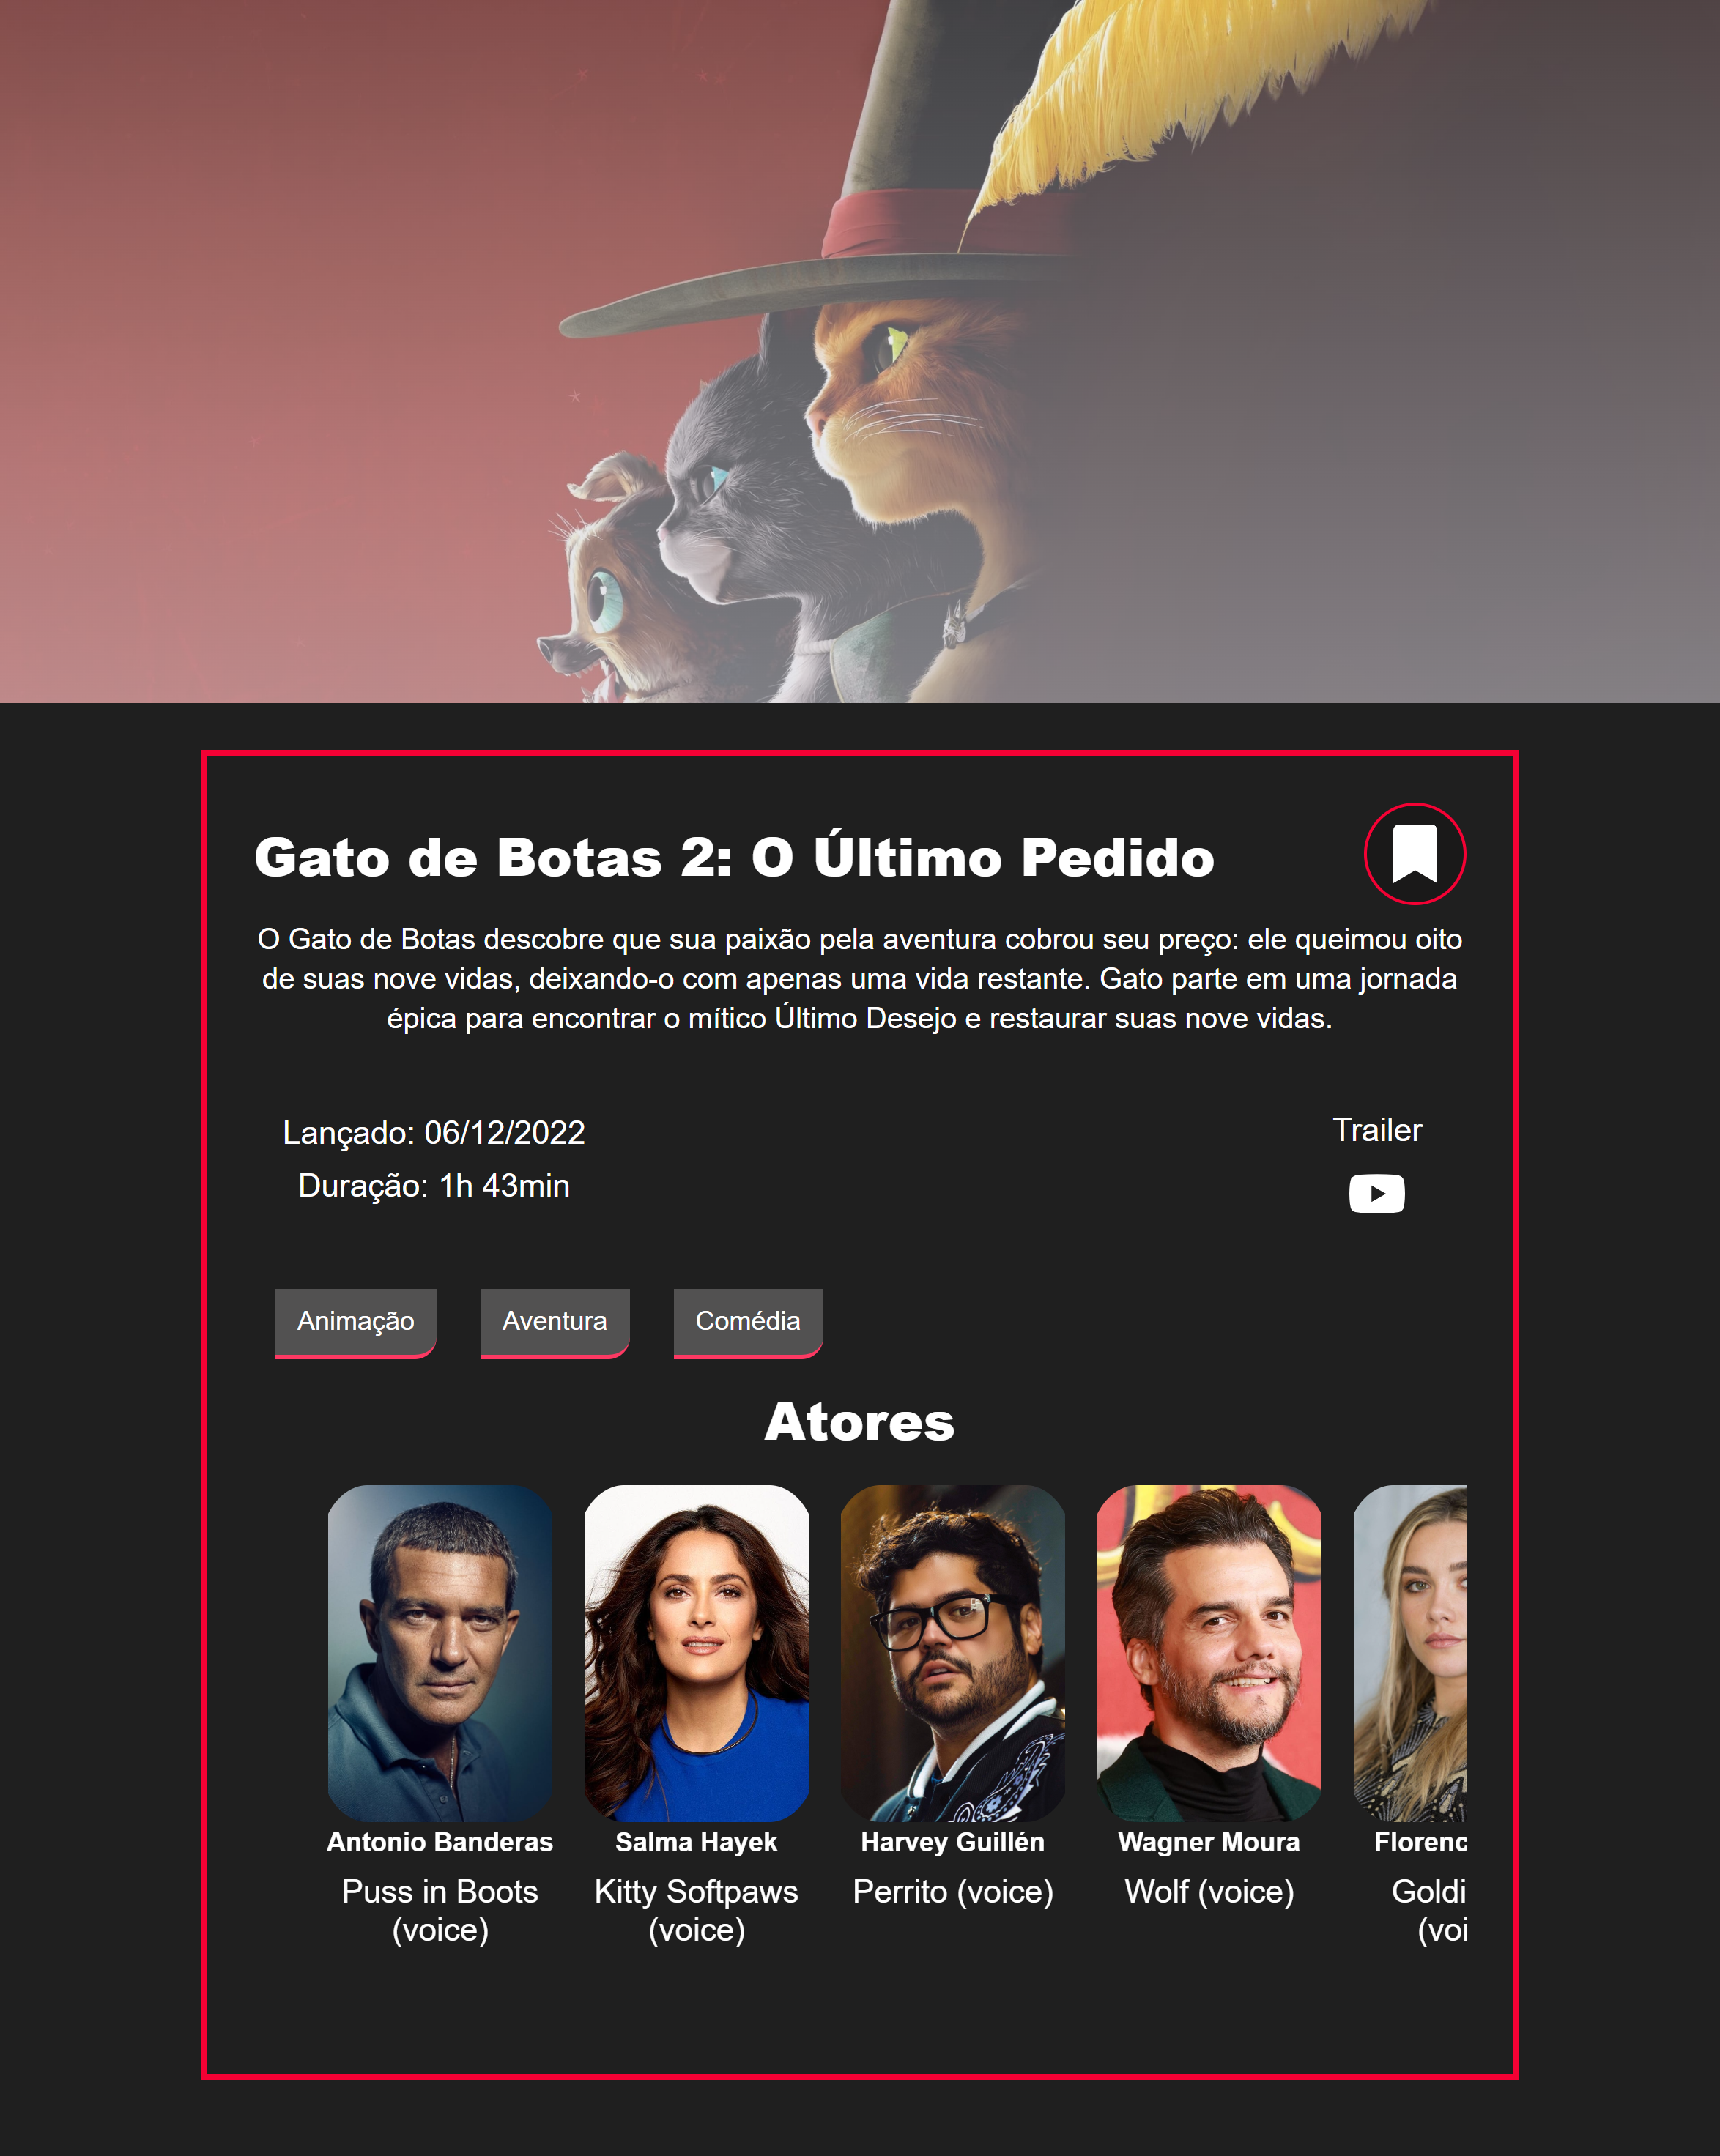 Gato de Botas 2: O Último Pedido
O Gato de Botas descobre que sua paixão pela aventura cobrou seu preço: ele queimou oito
de suas nove vidas, deixando-o com apenas uma vida restante. Gato parte em uma jornada
épica para encontrar o mítico Último Desejo e restaurar suas nove vidas.
Lançado: 06/12/2022
Duração: 1h 43min
Trailer
Animação
Aventura
Comédia
Atores
Antonio Banderas
Puss in Boots
(voice)
Salma Hayek
Kitty Softpaws
(voice)
Harvey Guillén
Perrito (voice)
Wagner Moura
Wolf (voice)
Florenc
Goldi
(voi